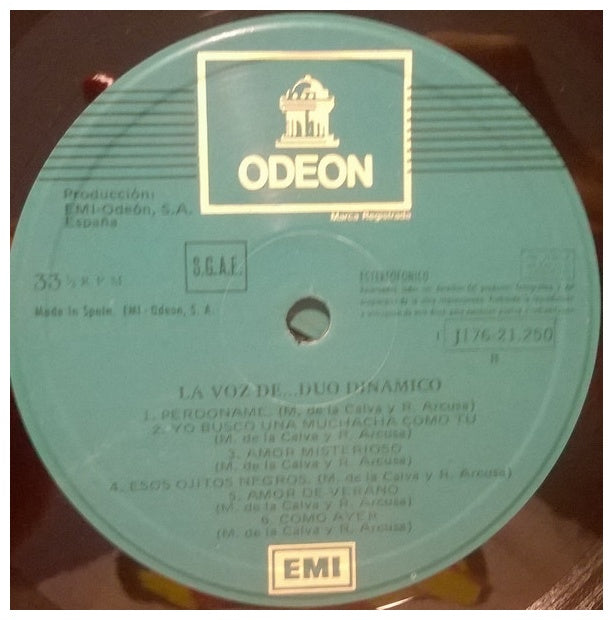 ODEON
Marca Registrada
Producción:
EMI-Odeón, S.A.
España
S.G.A.E.
33 1/3 R.P.M
Made in Spain. EMI - Odeon, S. A.
ESTEREOFONICO
J176-21.250
B
LA VOZ DE...DUO DINAMICO
1. PERDONAME. (M. de la Calva y R. Arcusa)
2. YO BUSCO UNA MUCHACHA COMO TU
(M. de la Calva y R. Arcusa)
3. AMOR MISTERIOSO
(M. de la Calva y R. Arcusa)
4. ESOS OJITOS NEGROS. (M. de la Calva y R. Arcusa)
5. AMOR DE VERANO
(M. de la Calva y R. Arcusa)
6. COMO AYER
(M. de la Calva y R. Arcusa)
EMI